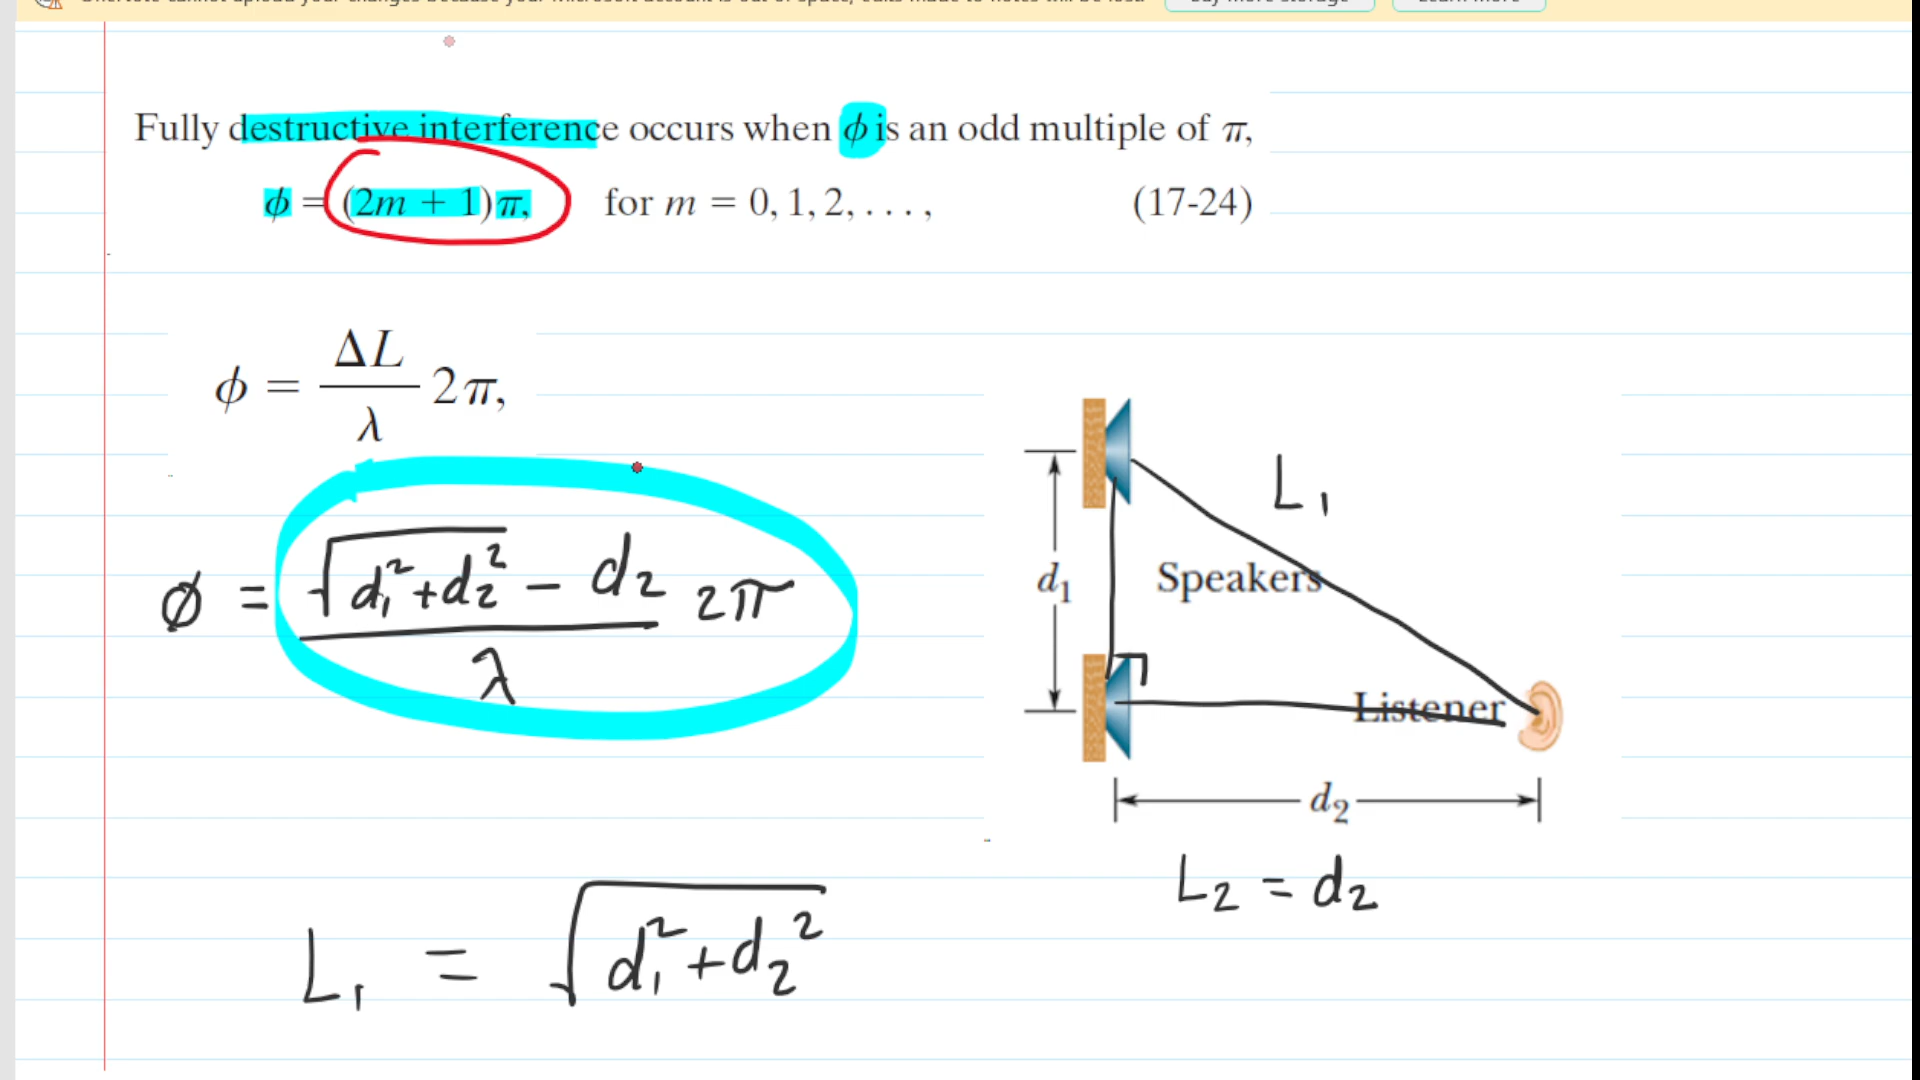 Fully destructive interference occurs when ϕ is an odd multiple of π,
ϕ = (2m + 1)π, for m = 0, 1, 2, . . . , (17-24)
ϕ = ΔL/λ 2π,
ϕ = (√(d₁²+d₂²) − d₂)/λ 2π
L₁
d₁
Speakers
Listener
d₂
L₂ = d₂
L₁ = √(d₁²+d₂²)